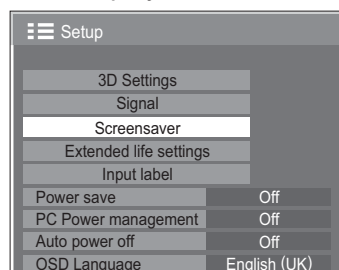 Setup
3D Settings
Signal
Screensaver
Extended life settings
Input label
Power save Off
PC Power management Off
Auto power off Off
OSD Language English (UK)